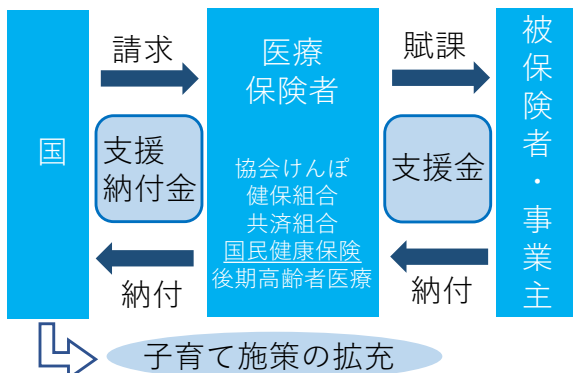 国
請求
支援
納付金
納付
医療
保険者
協会けんぽ
健保組合
共済組合
国民健康保険
後期高齢者医療
賦課
支援金
納付
被保険者・事業主
子育て施策の拡充